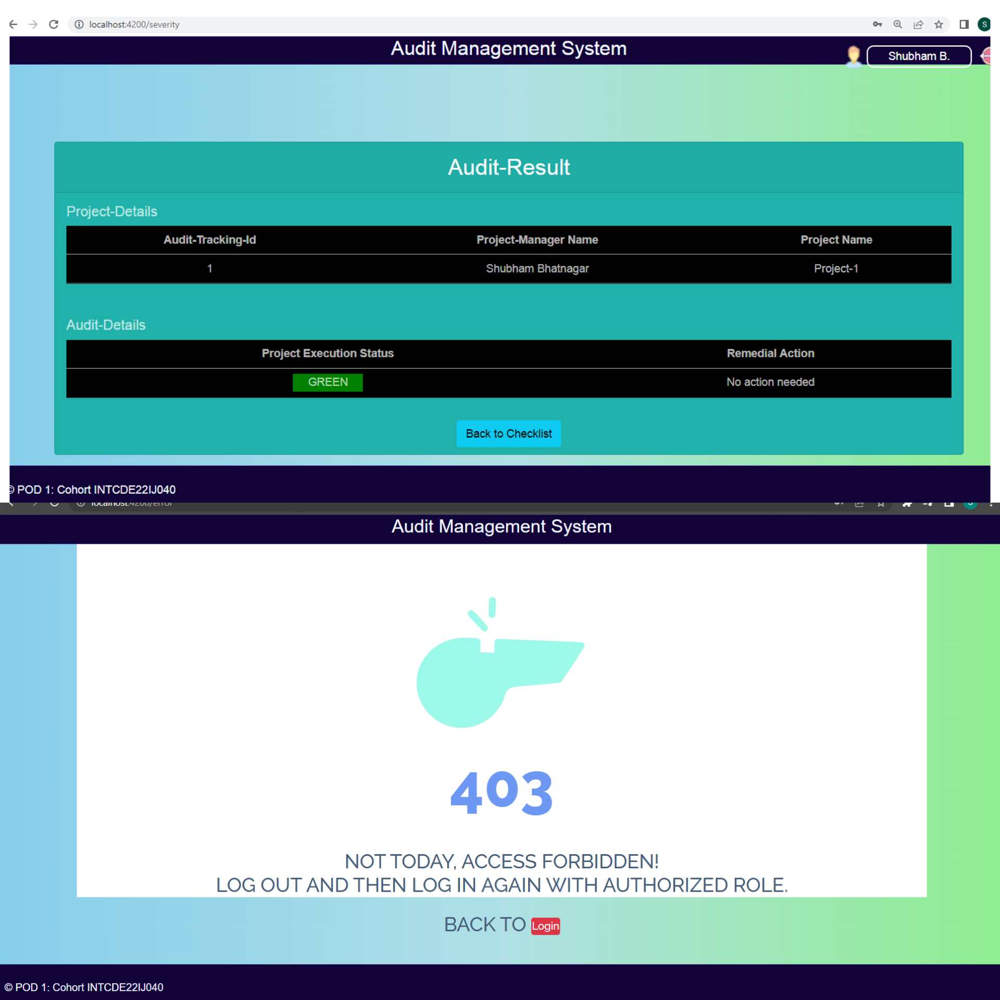 localhost:4200/severity
S
Audit Management System
Shubham B.
Audit-Result
Project-Details
Audit-Tracking-Id Project-Manager Name Project Name
1 Shubham Bhatnagar Project-1
Audit-Details
Project Execution Status Remedial Action
GREEN No action needed
Back to Checklist
© POD 1: Cohort INTCDE22IJ040
localhost:4200/error
S
Audit Management System
403
NOT TODAY, ACCESS FORBIDDEN!
LOG OUT AND THEN LOG IN AGAIN WITH AUTHORIZED ROLE.
BACK TO Login
© POD 1: Cohort INTCDE22IJ040